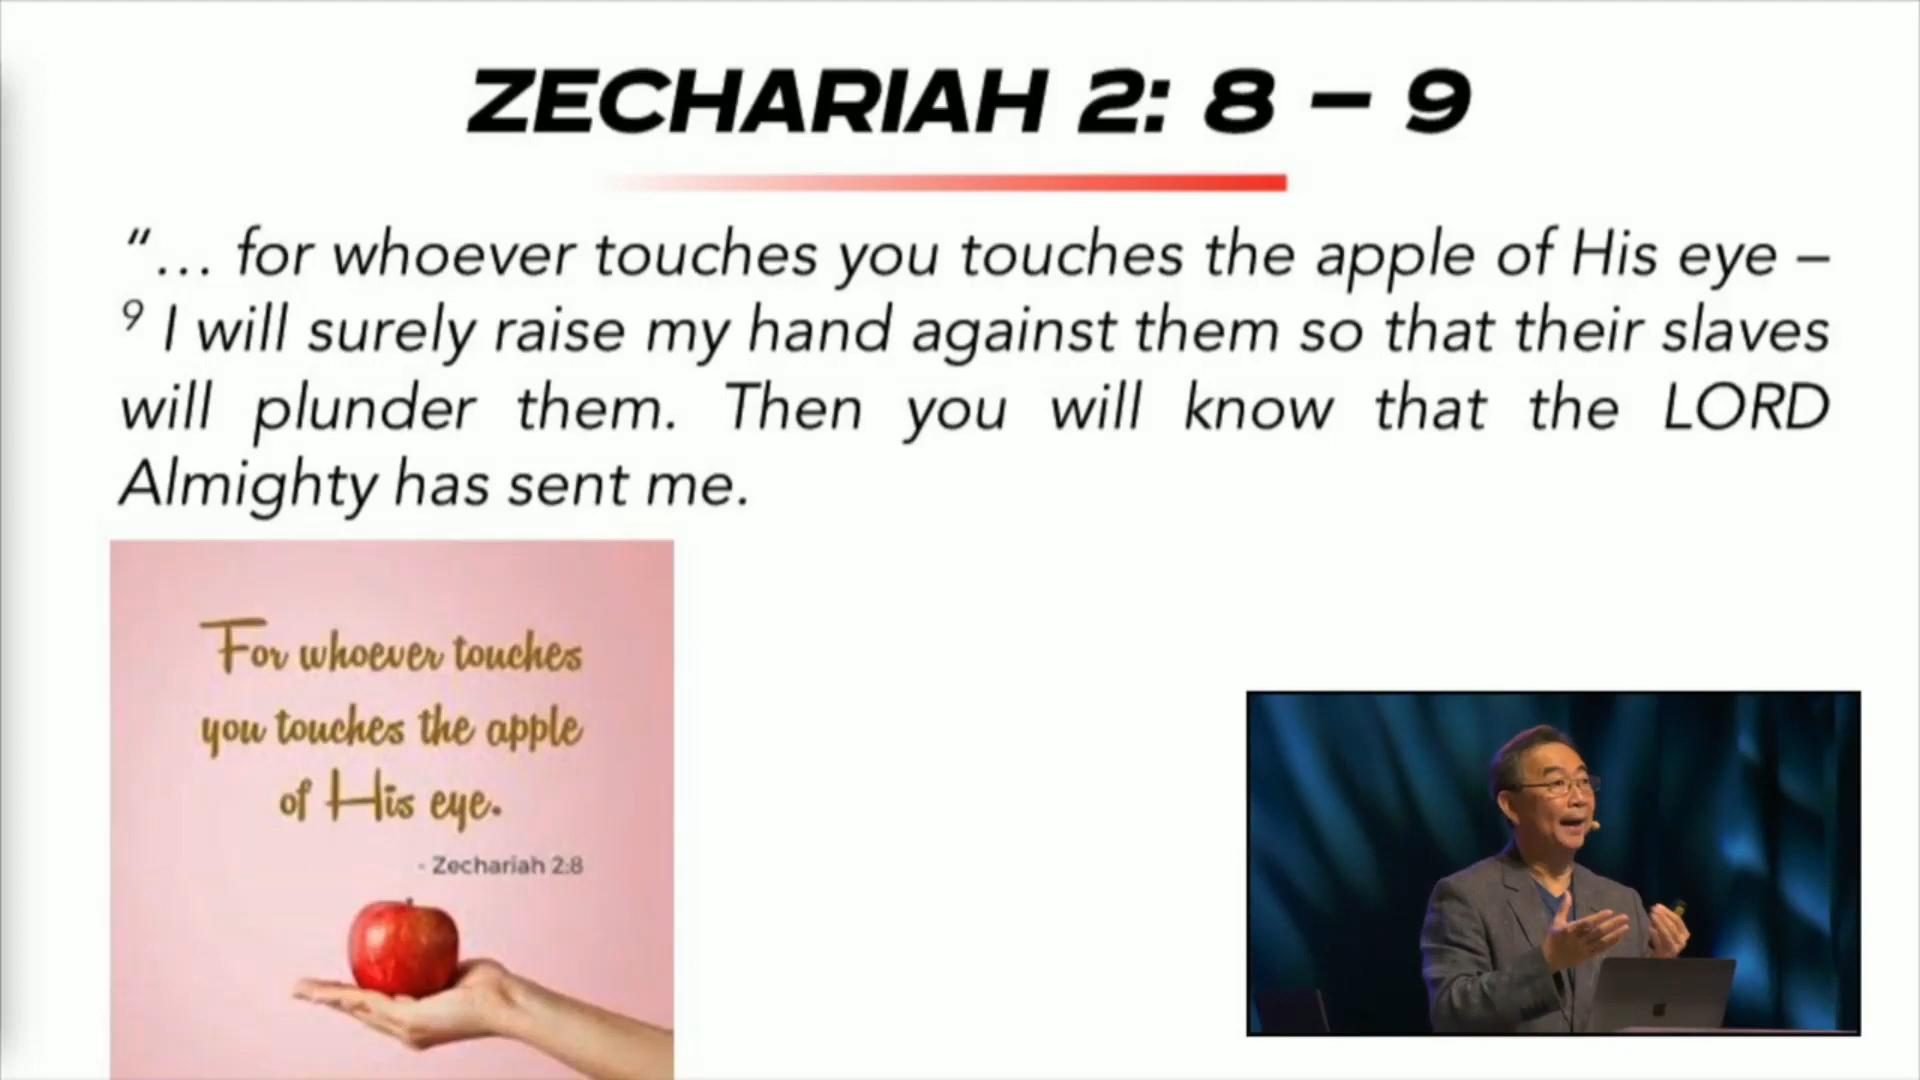 ZECHARIAH 2: 8 – 9
“... for whoever touches you touches the apple of His eye –
9 I will surely raise my hand against them so that their slaves
will plunder them. Then you will know that the LORD
Almighty has sent me.
For whoever touches
you touches the apple
of His eye.
- Zechariah 2:8